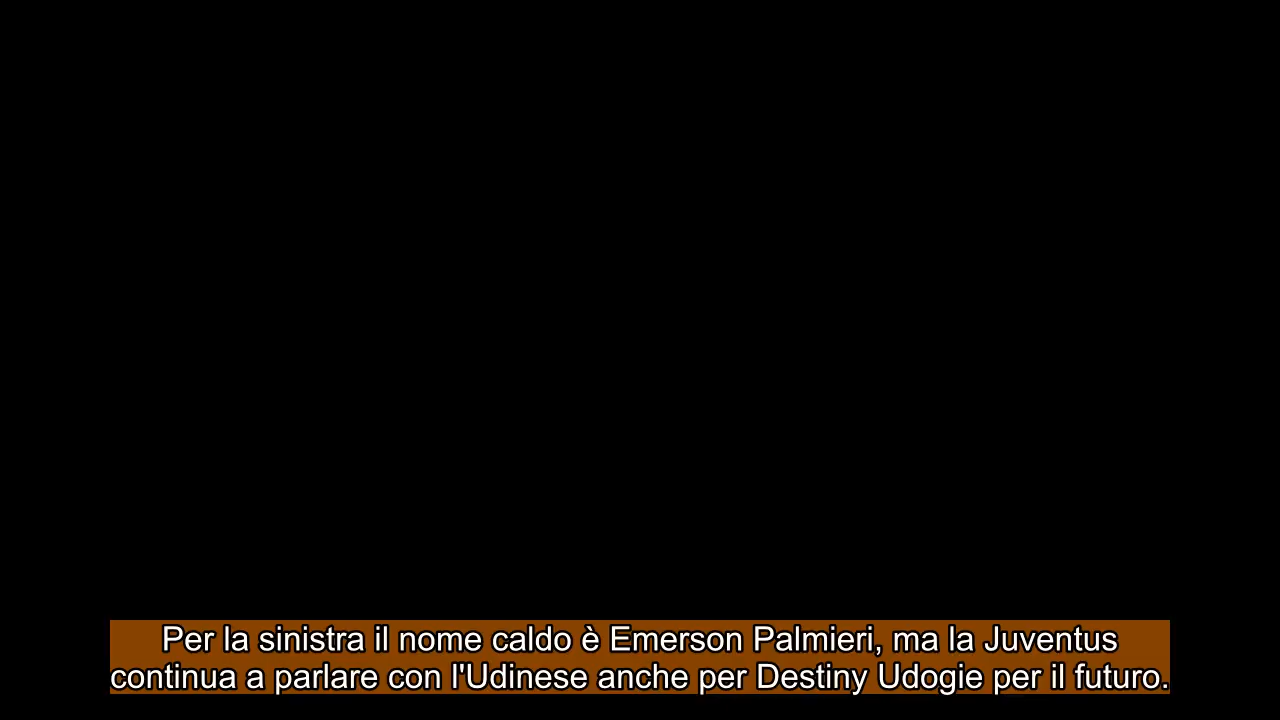 Per la sinistra il nome caldo è Emerson Palmieri, ma la Juventus
continua a parlare con l'Udinese anche per Destiny Udogie per il futuro.